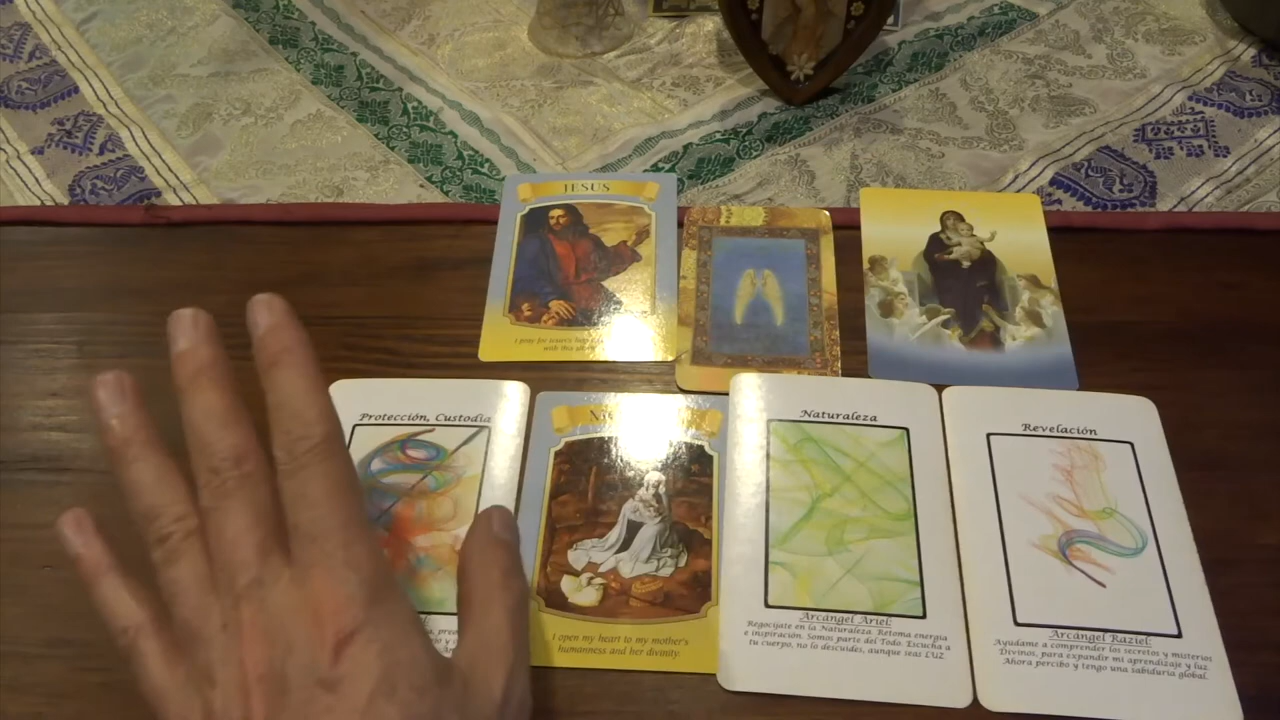 JESUS
I pray for Jesus's help
with this
Protección, Custodia
Naturaleza
Arcángel Ariel:
Regocíjate en la Naturaleza. Retoma energía
e inspiración. Somos parte del Todo. Escucha a
tu cuerpo, no lo descuides, aunque seas LUZ.
Revelación
Arcángel Raziel:
Ayúdame a comprender los secretos y misterios
Divinos, para expandir mi aprendizaje y luz.
Ahora percibo y tengo una sabiduría global.
I open my heart to my mother's
humanness and her divinity.